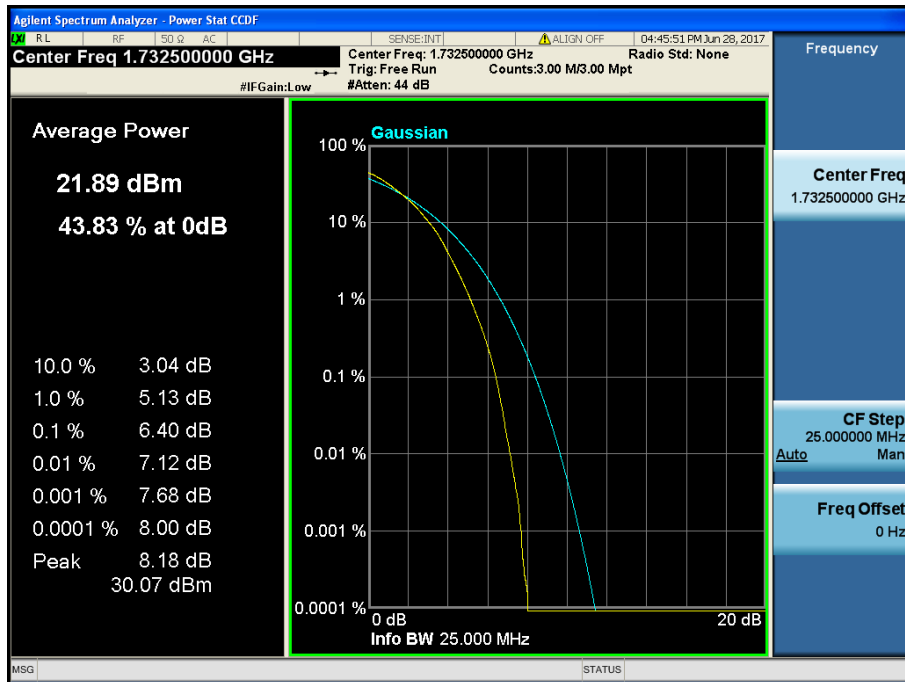 Agilent Spectrum Analyzer - Power Stat CCDF
LXI RL RF 50 Ω AC SENSE:INT ALIGN OFF 04:45:51 PM Jun 28, 2017
Center Freq 1.732500000 GHz
Center Freq: 1.732500000 GHz Radio Std: None
Trig: Free Run Counts:3.00 M/3.00 Mpt
#IFGain:Low #Atten: 44 dB
Frequency
Average Power
21.89 dBm
43.83 % at 0dB
10.0 % 3.04 dB
1.0 % 5.13 dB
0.1 % 6.40 dB
0.01 % 7.12 dB
0.001 % 7.68 dB
0.0001 % 8.00 dB
Peak 8.18 dB
30.07 dBm
Gaussian
100 %
10 %
1 %
0.1 %
0.01 %
0.001 %
0.0001 %
0 dB 20 dB
Info BW 25.000 MHz
Center Freq
1.732500000 GHz
CF Step
25.000000 MHz
Auto Man
Freq Offset
0 Hz
MSG STATUS